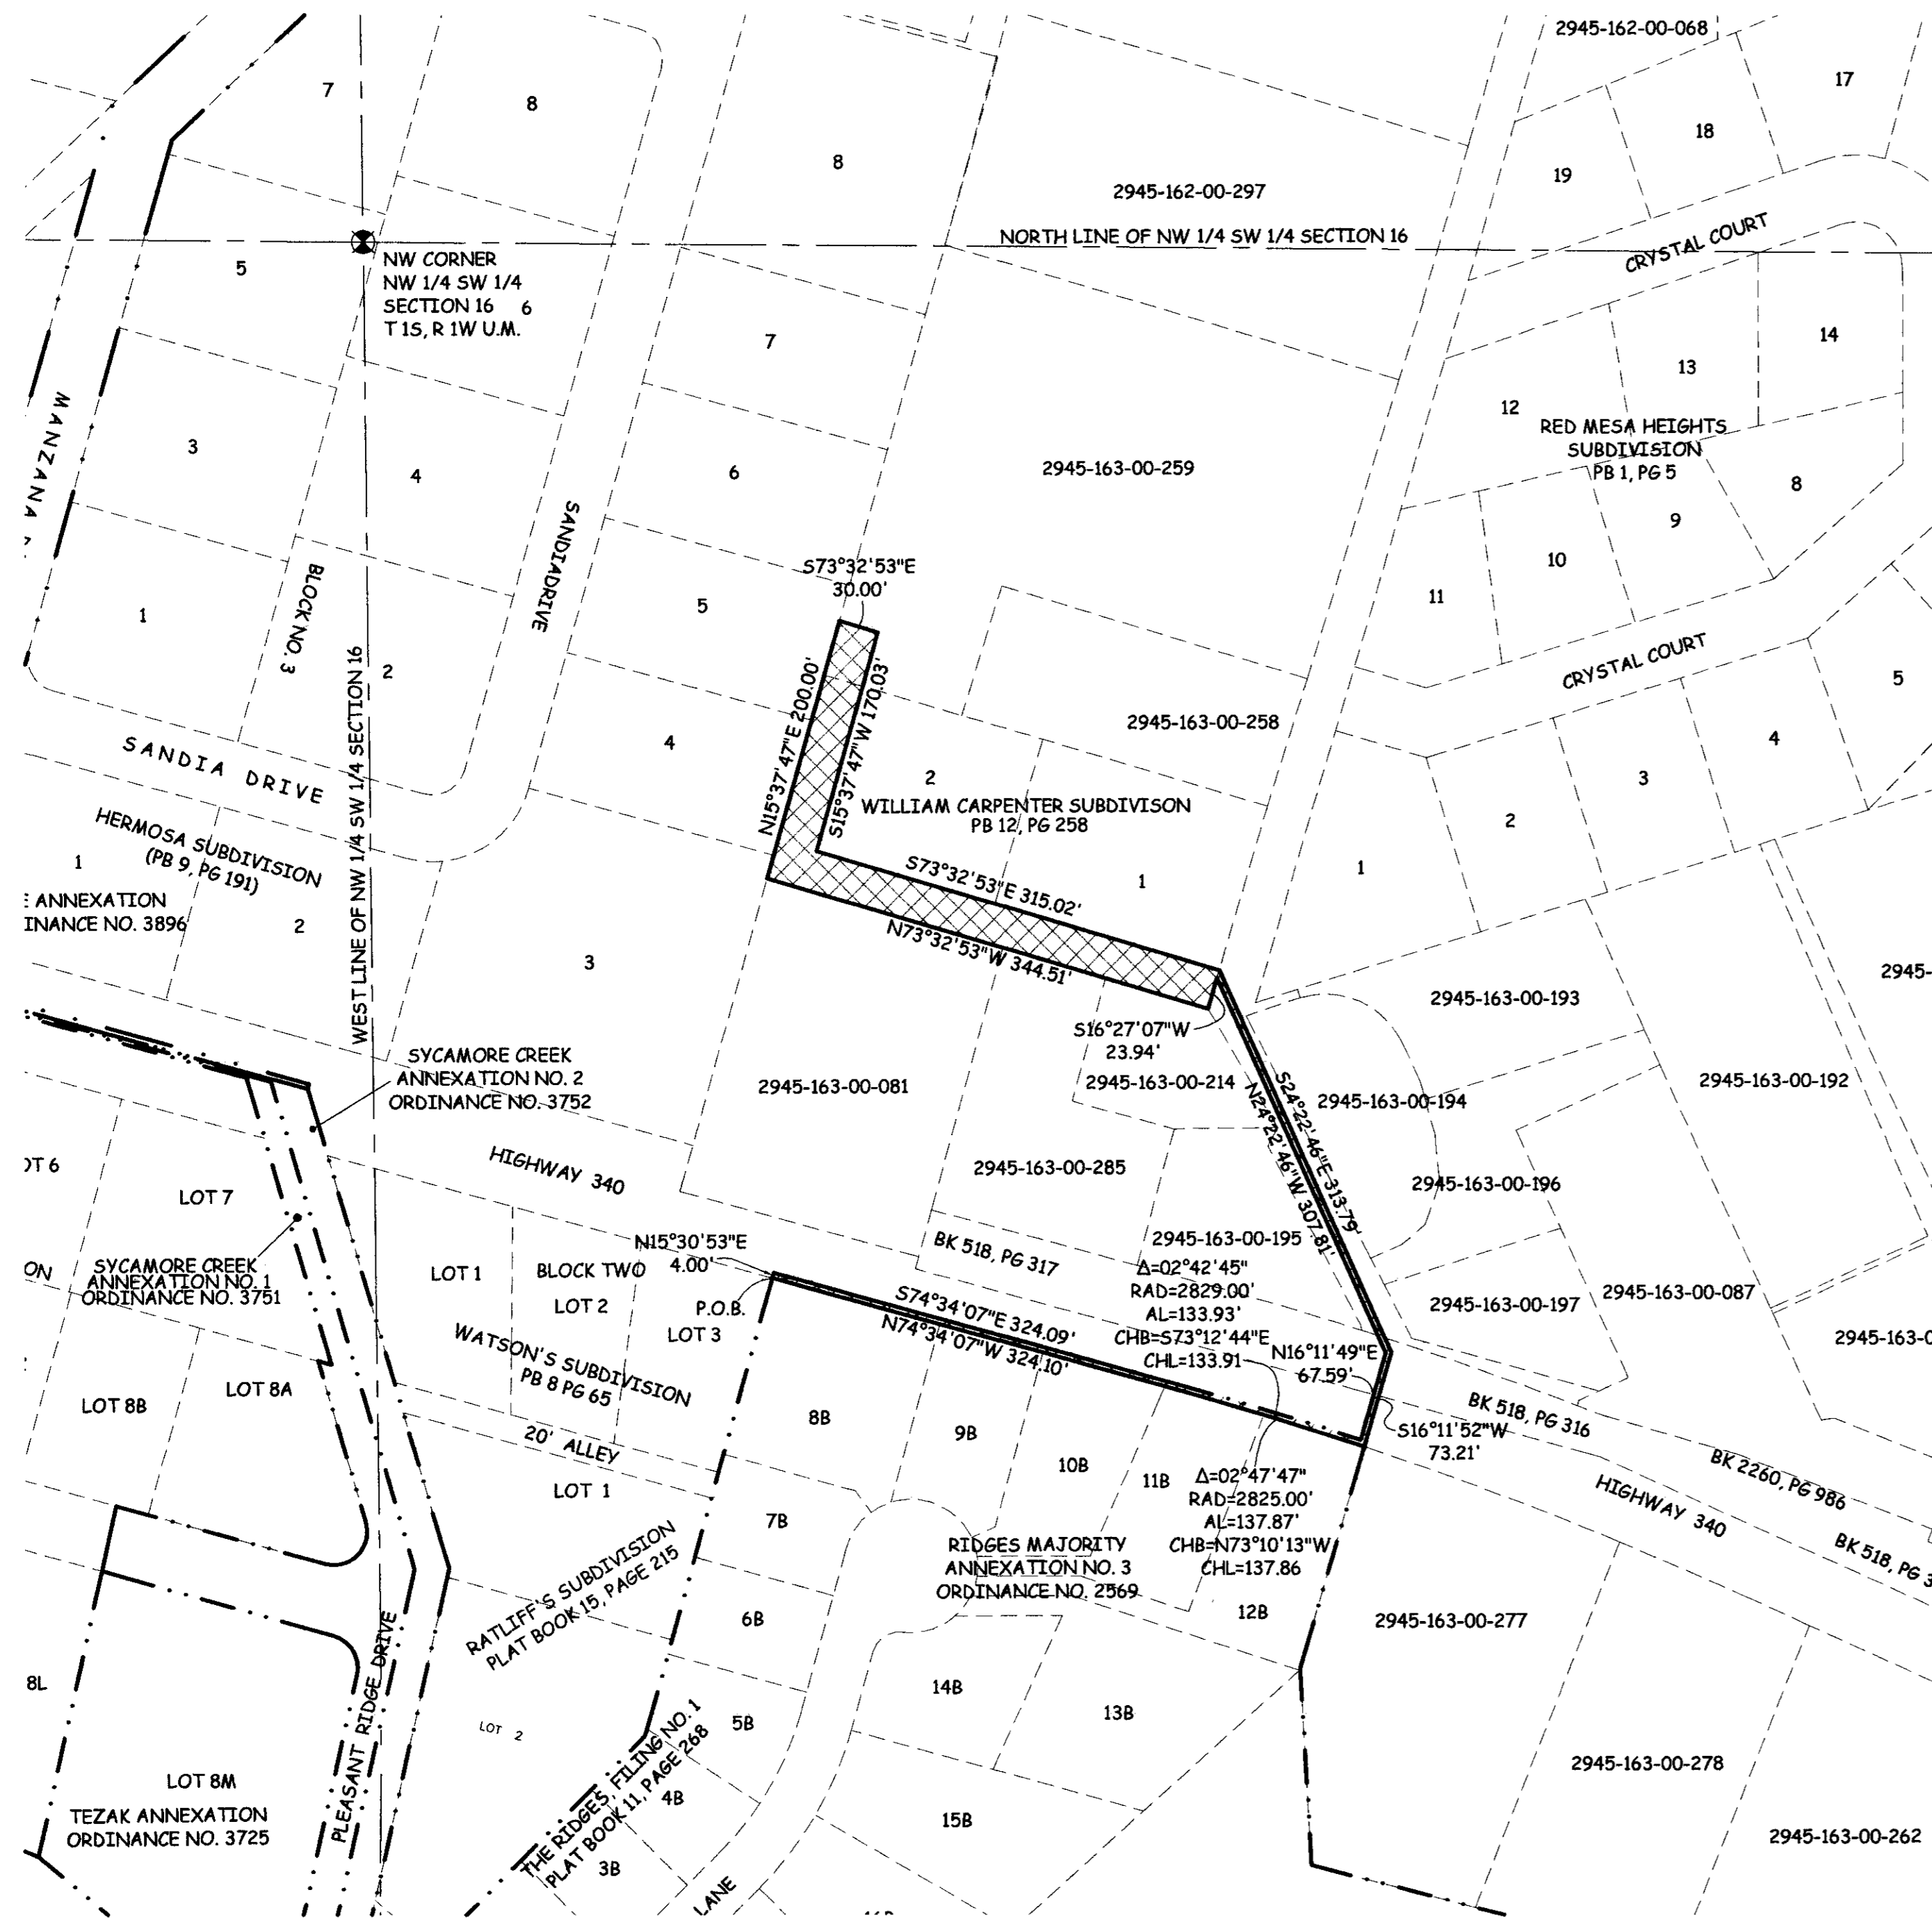 2945-162-00-068
7
8
8
17
18
19
2945-162-00-297
NORTH LINE OF NW 1/4 SW 1/4 SECTION 16
CRYSTAL COURT
5
NW CORNER
NW 1/4 SW 1/4
SECTION 16
T 1S, R 1W U.M.
6
7
14
13
12
RED MESA HEIGHTS
SUBDIVISION
PB 1, PG 5
MANZANA
3
4
6
2945-163-00-259
8
9
10
11
SANDIA DRIVE
BLOCK NO. 3
1
2
5
S73°32'53"E
30.00'
CRYSTAL COURT
5
4
3
2
1
WEST LINE OF NW 1/4 SW 1/4 SECTION 16
N15°37'47"E 200.00'
S15°37'47"W 170.03'
4
2945-163-00-258
2
WILLIAM CARPENTER SUBDIVISON
PB 12, PG 258
1
SANDIA DRIVE
HERMOSA SUBDIVISION
(PB 9, PG 191)
1
E ANNEXATION
INANCE NO. 3896
2
3
S73°32'53"E 315.02'
N73°32'53"W 344.51'
S16°27'07"W
23.94'
2945-163-00-193
2945-
2945-163-00-214
2945-163-00-194
2945-163-00-192
2945-163-00-081
SYCAMORE CREEK
ANNEXATION NO. 2
ORDINANCE NO. 3752
S24°22'46"E 313.79'
N24°22'46"W 307.81'
HIGHWAY 340
2945-163-00-285
2945-163-00-196
OT 6
LOT 7
2945-163-00-195
BK 518, PG 317
N15°30'53"E
4.00'
P.O.B.
SYCAMORE CREEK
ANNEXATION NO. 1
ORDINANCE NO. 3751
ON
LOT 1
BLOCK TWO
LOT 2
LOT 3
WATSON'S SUBDIVISION
PB 8 PG 65
S74°34'07"E 324.09'
N74°34'07"W 324.10'
Δ=02°42'45"
RAD=2829.00'
AL=133.93'
CHB=S73°12'44"E
CHL=133.91
N16°11'49"E
67.59'
2945-163-00-197
2945-163-00-087
2945-163-0
S16°11'52"W
73.21'
BK 518, PG 316
BK 2260, PG 986
HIGHWAY 340
BK 518, PG 3
LOT 8B
LOT 8A
20' ALLEY
LOT 1
8B
9B
10B
11B
7B
Δ=02°47'47"
RAD=2825.00'
AL=137.87'
CHB=N73°10'13"W
CHL=137.86
RIDGES MAJORITY
ANNEXATION NO. 3
ORDINANCE NO. 2569
RATLIFF'S SUBDIVISION
PLAT BOOK 15, PAGE 215
6B
12B
2945-163-00-277
8L
PLEASANT RIDGE DRIVE
LOT 2
14B
13B
5B
THE RIDGES, FILING NO. 1
PLAT BOOK 11, PAGE 268
4B
3B
15B
2945-163-00-278
2945-163-00-262
LOT 8M
TEZAK ANNEXATION
ORDINANCE NO. 3725
LANE